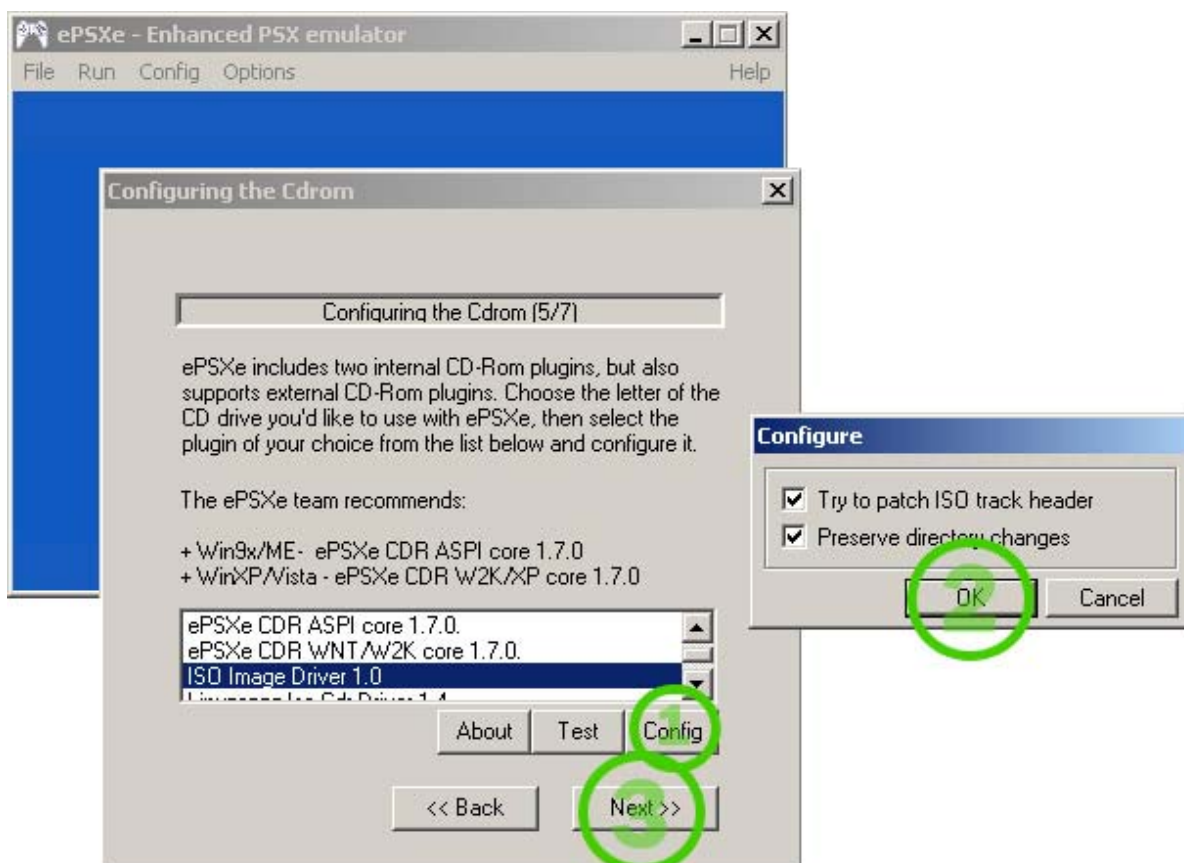 ePSXe - Enhanced PSX emulator
File Run Config Options Help
Configuring the Cdrom
Configuring the Cdrom (5/7)
ePSXe includes two internal CD-Rom plugins, but also
supports external CD-Rom plugins. Choose the letter of the
CD drive you'd like to use with ePSXe, then select the
plugin of your choice from the list below and configure it.
The ePSXe team recommends:
+ Win9x/ME- ePSXe CDR ASPI core 1.7.0
+ WinXP/Vista - ePSXe CDR W2K/XP core 1.7.0
ePSXe CDR ASPI core 1.7.0.
ePSXe CDR WNT/W2K core 1.7.0.
ISO Image Driver 1.0
About Test Config
1
<< Back Next >>
3
Configure
Try to patch ISO track header
Preserve directory changes
OK Cancel
2